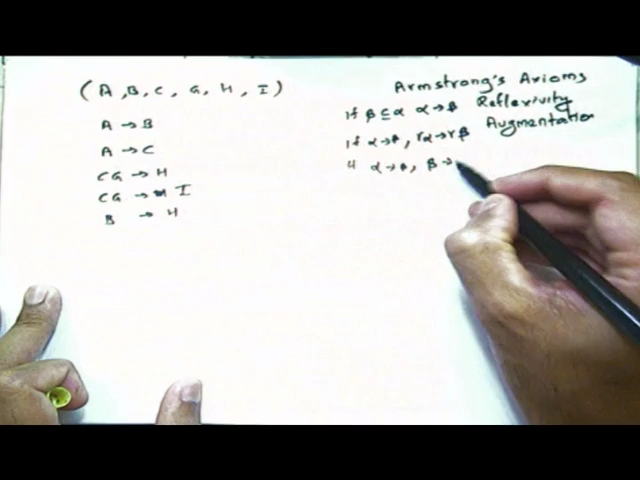 (A, B, C, G, H, I)
A → B
A → C
CG → H
CG → I
B → H
Armstrong's Axioms
If β ⊆ α α → β Reflexivity
If α → β, γα → γβ Augmentation
If α → β, β →